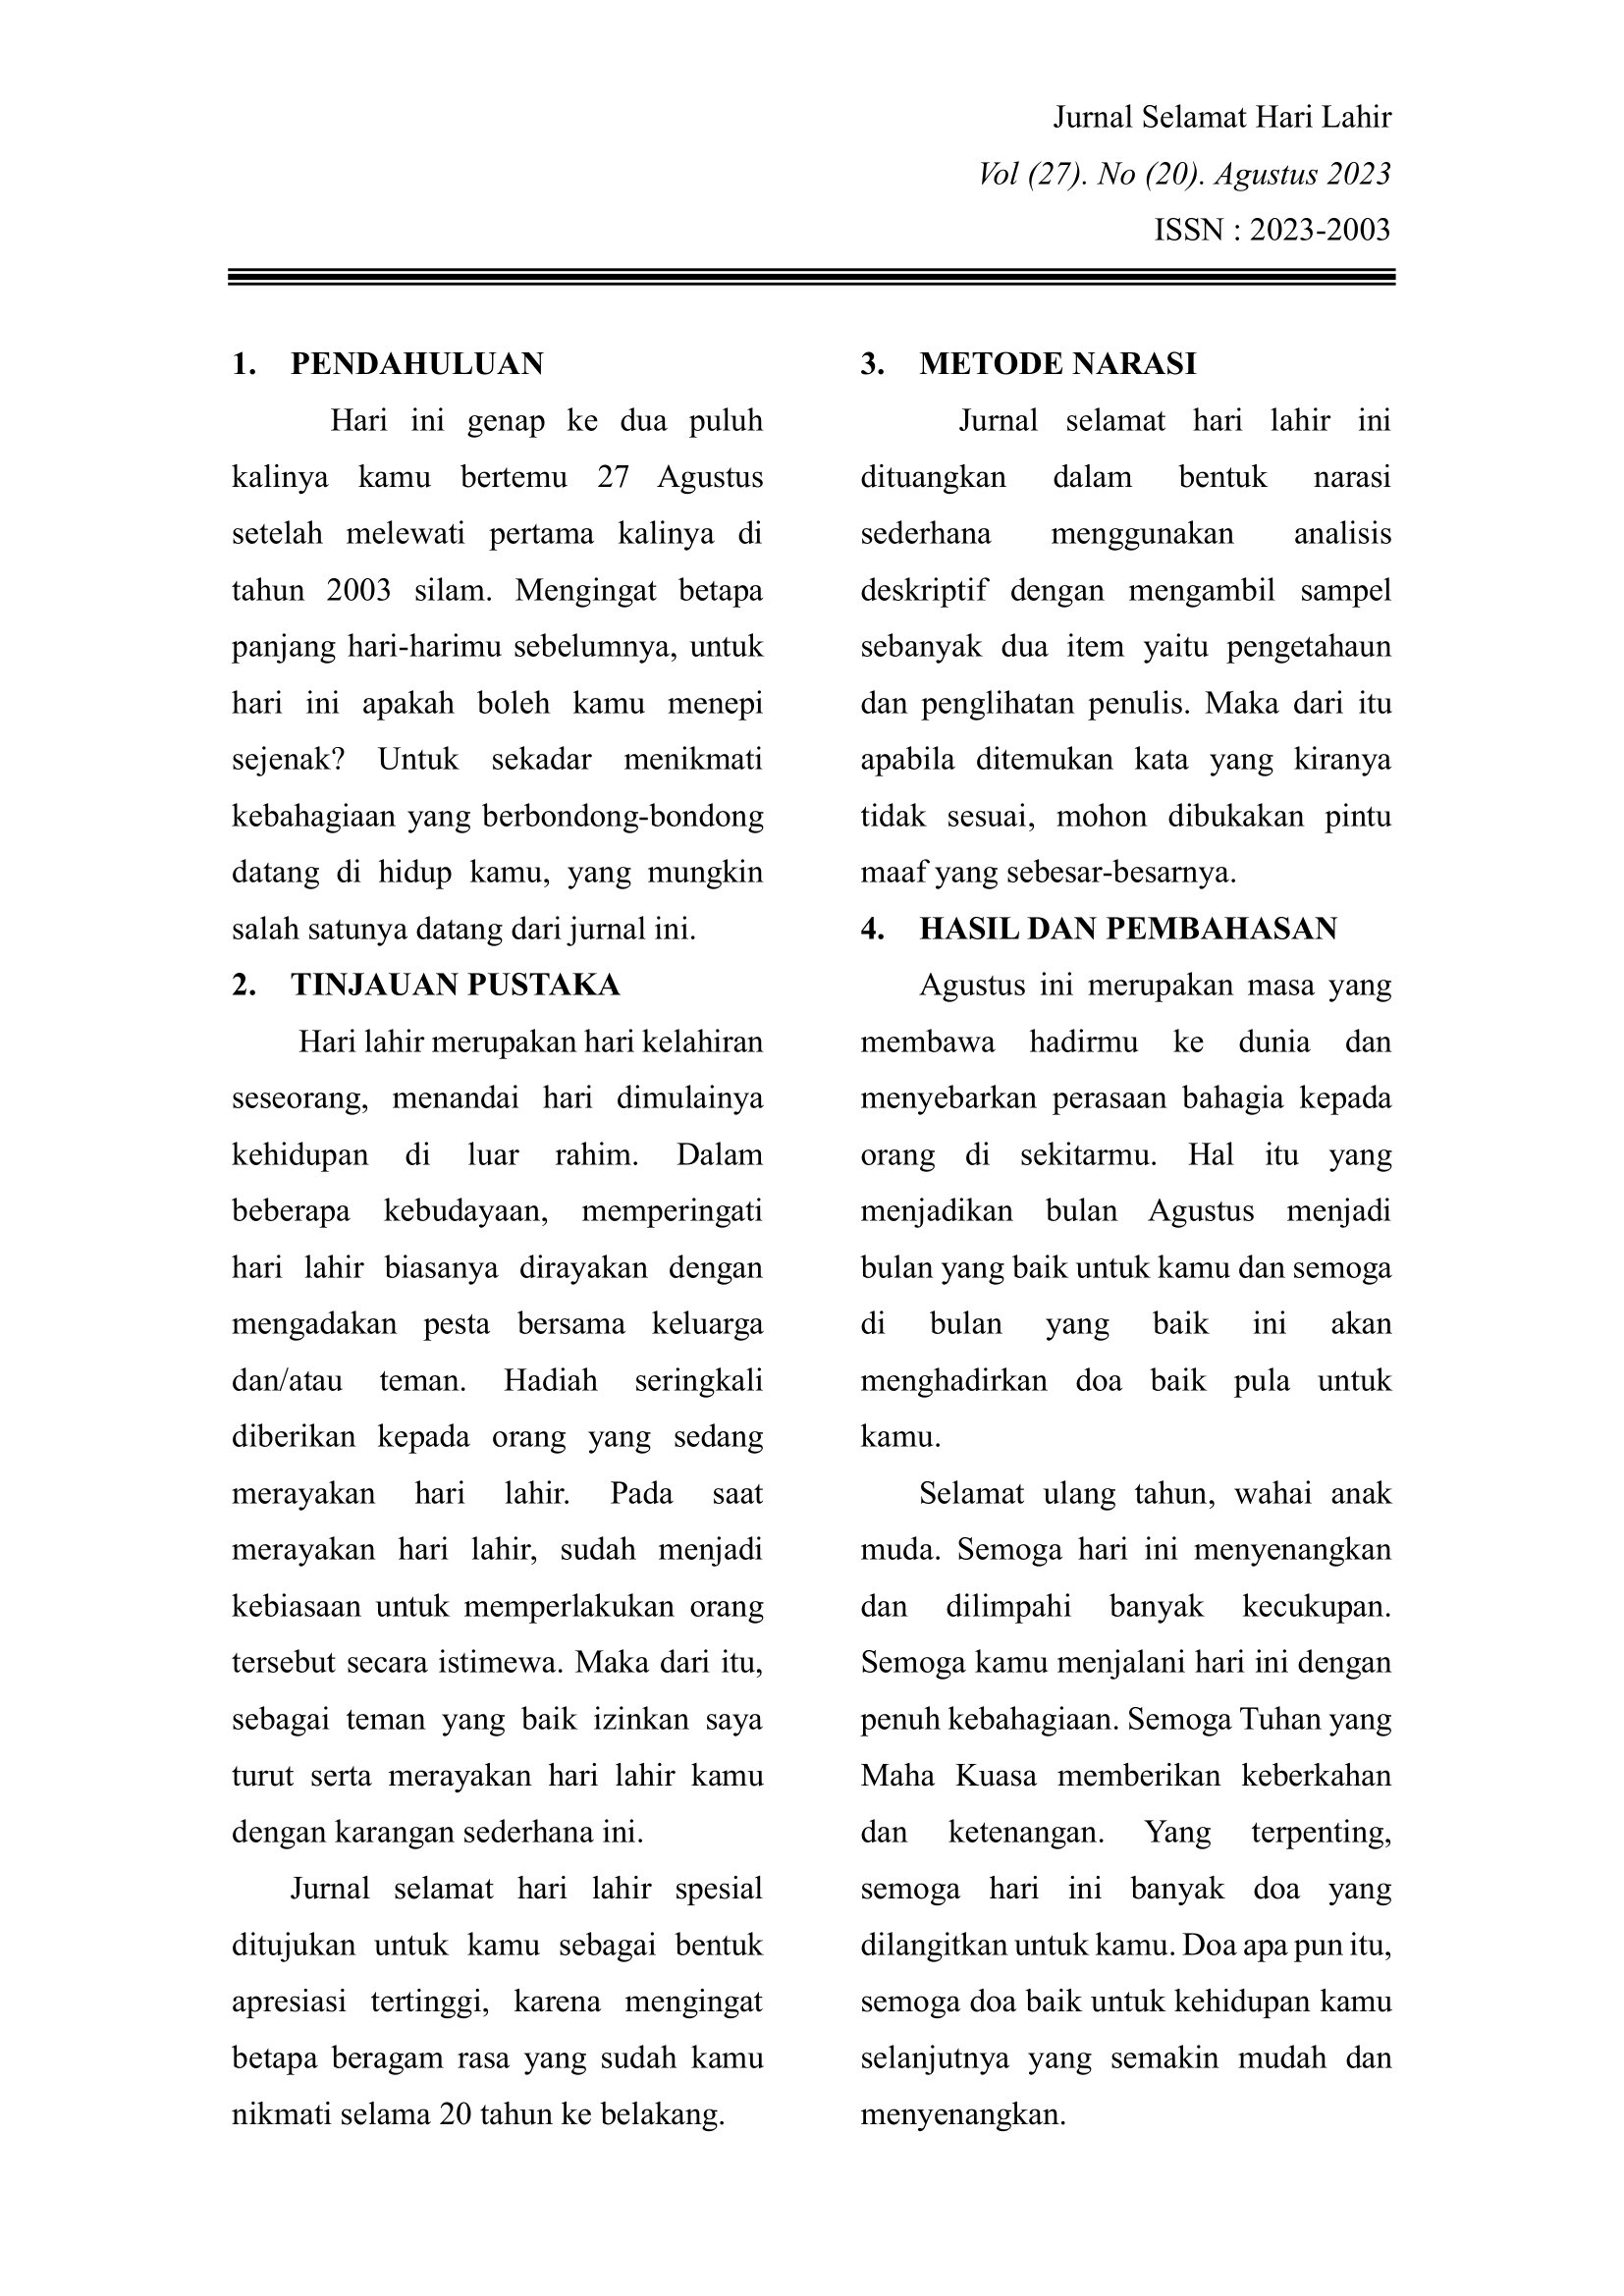 Jurnal Selamat Hari Lahir
Vol (27). No (20). Agustus 2023
ISSN : 2023-2003
1. PENDAHULUAN
Hari ini genap ke dua puluh
kalinya kamu bertemu 27 Agustus
setelah melewati pertama kalinya di
tahun 2003 silam. Mengingat betapa
panjang hari-harimu sebelumnya, untuk
hari ini apakah boleh kamu menepi
sejenak? Untuk sekadar menikmati
kebahagiaan yang berbondong-bondong
datang di hidup kamu, yang mungkin
salah satunya datang dari jurnal ini.
2. TINJAUAN PUSTAKA
Hari lahir merupakan hari kelahiran
seseorang, menandai hari dimulainya
kehidupan di luar rahim. Dalam
beberapa kebudayaan, memperingati
hari lahir biasanya dirayakan dengan
mengadakan pesta bersama keluarga
dan/atau teman. Hadiah seringkali
diberikan kepada orang yang sedang
merayakan hari lahir. Pada saat
merayakan hari lahir, sudah menjadi
kebiasaan untuk memperlakukan orang
tersebut secara istimewa. Maka dari itu,
sebagai teman yang baik izinkan saya
turut serta merayakan hari lahir kamu
dengan karangan sederhana ini.
Jurnal selamat hari lahir spesial
ditujukan untuk kamu sebagai bentuk
apresiasi tertinggi, karena mengingat
betapa beragam rasa yang sudah kamu
nikmati selama 20 tahun ke belakang.
3. METODE NARASI
Jurnal selamat hari lahir ini
dituangkan dalam bentuk narasi
sederhana menggunakan analisis
deskriptif dengan mengambil sampel
sebanyak dua item yaitu pengetahaun
dan penglihatan penulis. Maka dari itu
apabila ditemukan kata yang kiranya
tidak sesuai, mohon dibukakan pintu
maaf yang sebesar-besarnya.
4. HASIL DAN PEMBAHASAN
Agustus ini merupakan masa yang
membawa hadirmu ke dunia dan
menyebarkan perasaan bahagia kepada
orang di sekitarmu. Hal itu yang
menjadikan bulan Agustus menjadi
bulan yang baik untuk kamu dan semoga
di bulan yang baik ini akan
menghadirkan doa baik pula untuk
kamu.
Selamat ulang tahun, wahai anak
muda. Semoga hari ini menyenangkan
dan dilimpahi banyak kecukupan.
Semoga kamu menjalani hari ini dengan
penuh kebahagiaan. Semoga Tuhan yang
Maha Kuasa memberikan keberkahan
dan ketenangan. Yang terpenting,
semoga hari ini banyak doa yang
dilangitkan untuk kamu. Doa apa pun itu,
semoga doa baik untuk kehidupan kamu
selanjutnya yang semakin mudah dan
menyenangkan.